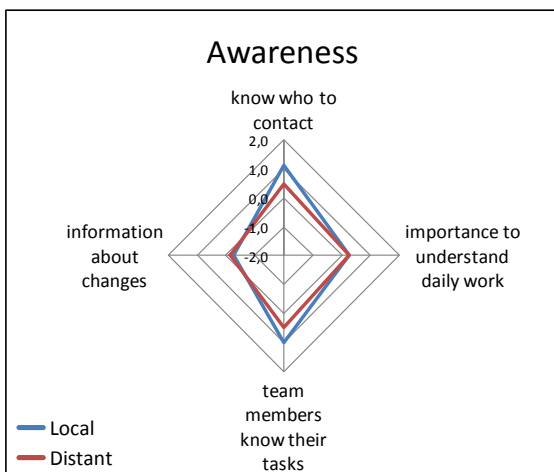 Awareness
know who to
contact
2,0
1,0
0,0
-1,0
-2,0
information
about
changes
importance to
understand
daily work
team
members
know their
tasks
Local
Distant